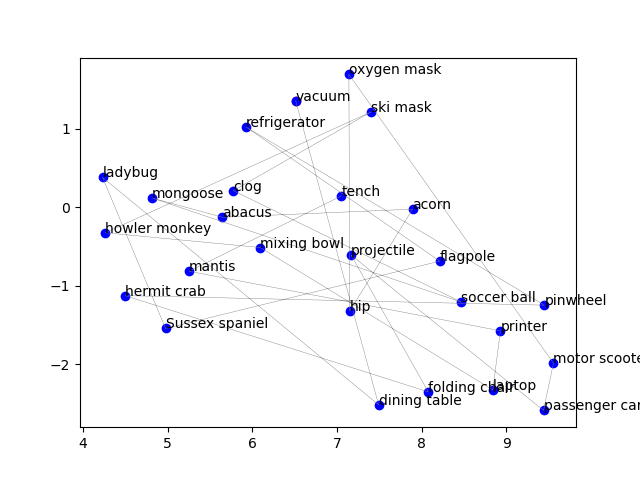 oxygen mask
vacuum
ski mask
refrigerator
1
ladybug
mongoose
clog
tench
acorn
abacus
0
howler monkey
mixing bowl
projectile
flagpole
mantis
−1
hermit crab
soccer ball
pinwheel
hip
Sussex spaniel
printer
motor scoote
−2
folding chair
laptop
dining table
passenger car
4 5 6 7 8 9